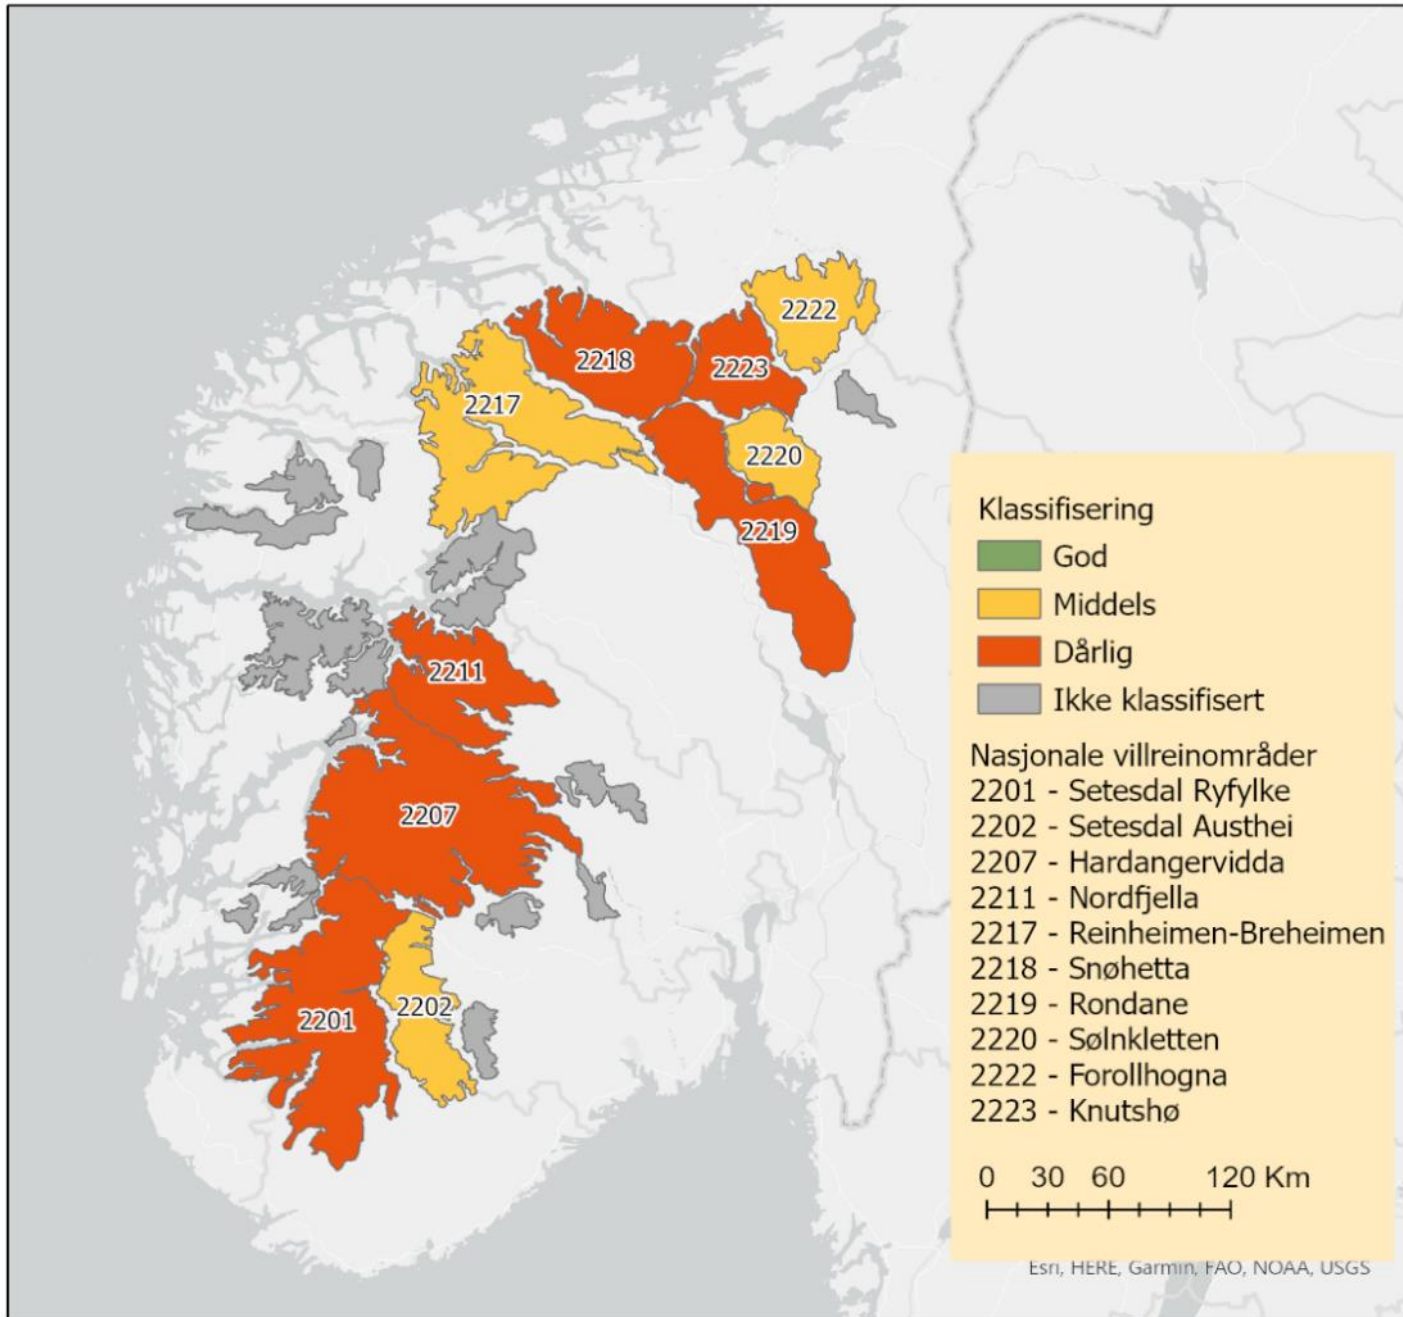 2222
2218
2223
2217
2220
2219
2211
2207
2202
2201
Klassifisering
God
Middels
Dårlig
Ikke klassifisert
Nasjonale villreinområder
2201 - Setesdal Ryfylke
2202 - Setesdal Austhei
2207 - Hardangervidda
2211 - Nordfjella
2217 - Reinheimen-Breheimen
2218 - Snøhetta
2219 - Rondane
2220 - Sølnkletten
2222 - Forollhogna
2223 - Knutshø
0 30 60 120 Km
Esri, HERE, Garmin, FAO, NOAA, USGS